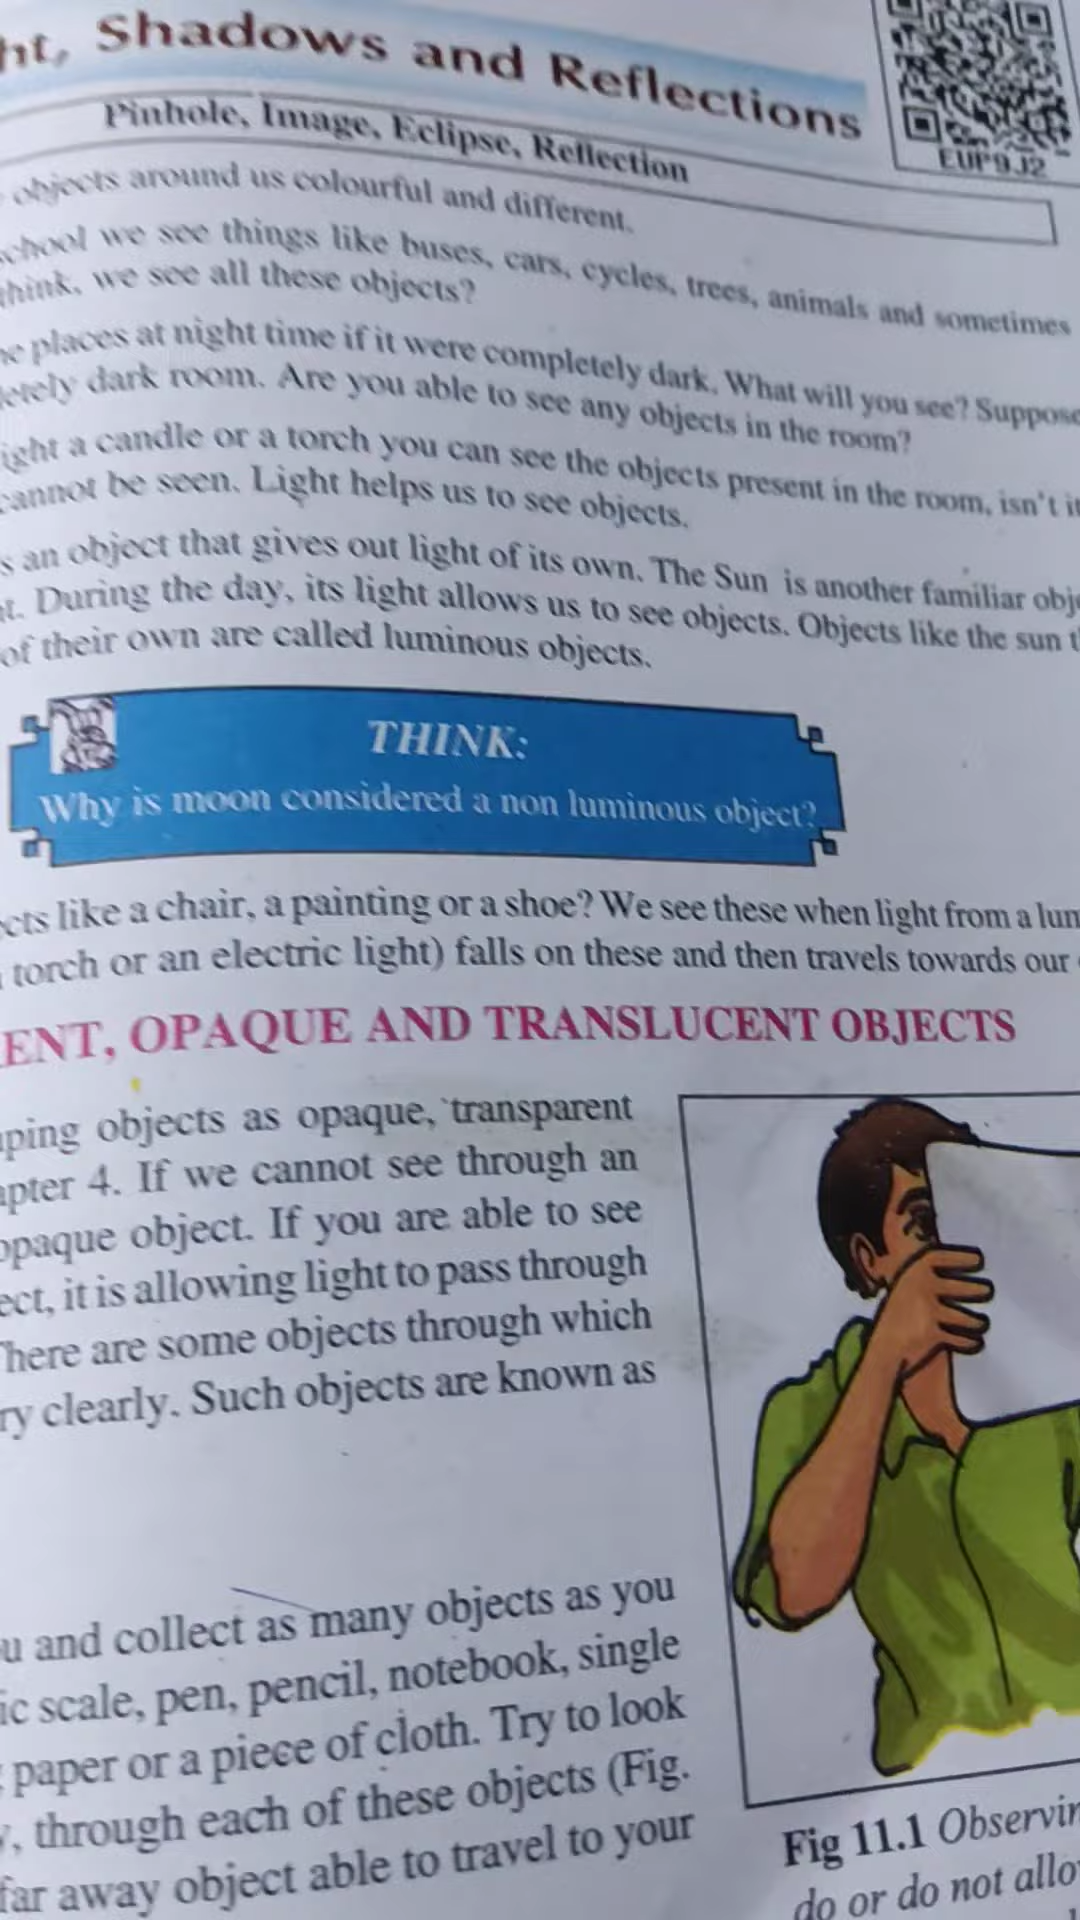 ht, Shadows and Reflections
EUP9J2
Pinhole, Image, Eclipse, Reflection
objects around us colourful and different.
chool we see things like buses, cars, cycles, trees, animals and sometimes
think, we see all these objects?
e places at night time if it were completely dark. What will you see? Suppose
letely dark room. Are you able to see any objects in the room?
ight a candle or a torch you can see the objects present in the room, isn't it
cannot be seen. Light helps us to see objects.
s an object that gives out light of its own. The Sun is another familiar obje
t. During the day, its light allows us to see objects. Objects like the sun t
of their own are called luminous objects.
THINK:
Why is moon considered a non luminous object?
cts like a chair, a painting or a shoe? We see these when light from a lum
torch or an electric light) falls on these and then travels towards our
ENT, OPAQUE AND TRANSLUCENT OBJECTS
ping objects as opaque, transparent
apter 4. If we cannot see through an
opaque object. If you are able to see
ect, it is allowing light to pass through
here are some objects through which
ry clearly. Such objects are known as
u and collect as many objects as you
ic scale, pen, pencil, notebook, single
paper or a piece of cloth. Try to look
, through each of these objects (Fig.
far away object able to travel to your
Fig 11.1 Observin
do or do not allo